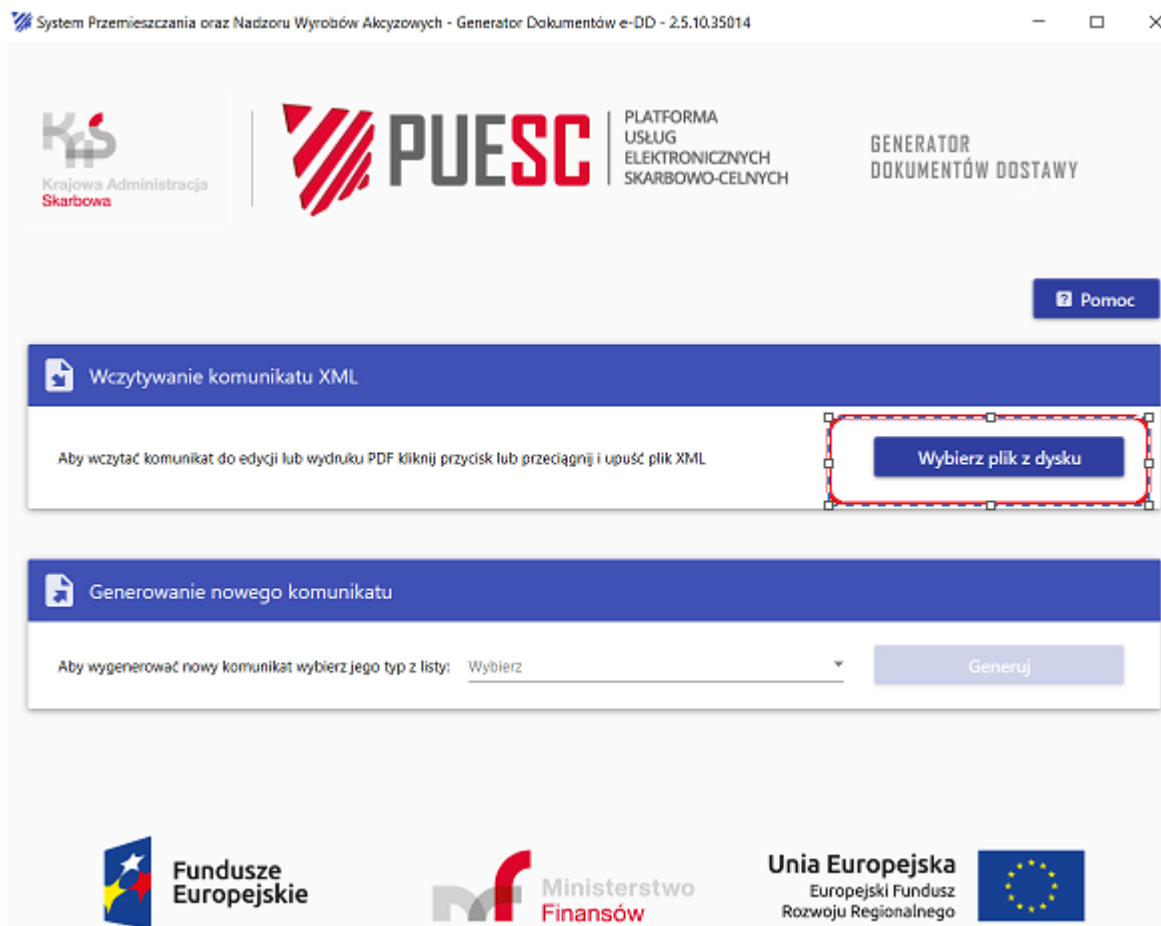 System Przemieszczania oraz Nadzoru Wyrobów Akcyzowych - Generator Dokumentów e-DD - 2.5.10.35014
KAS
Krajowa Administracja
Skarbowa
PUESC
PLATFORMA
USŁUG
ELEKTRONICZNYCH
SKARBOWO-CELNYCH
GENERATOR
DOKUMENTÓW DOSTAWY
Pomoc
Wczytywanie komunikatu XML
Aby wczytać komunikat do edycji lub wydruku PDF kliknij przycisk lub przeciągnij i upuść plik XML
Wybierz plik z dysku
Generowanie nowego komunikatu
Aby wygenerować nowy komunikat wybierz jego typ z listy: Wybierz
Generuj
Fundusze
Europejskie
mf
Ministerstwo
Finansów
Unia Europejska
Europejski Fundusz
Rozwoju Regionalnego